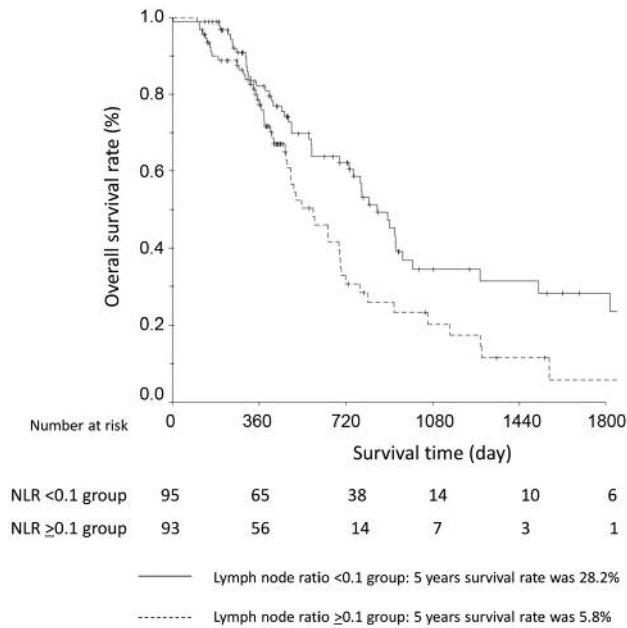 1.0
0.8
0.6
0.4
0.2
0.0
Overall survival rate (%)
0 360 720 1080 1440 1800
Survival time (day)
Number at risk
NLR <0.1 group 95 65 38 14 10 6
NLR ≥0.1 group 93 56 14 7 3 1
Lymph node ratio <0.1 group: 5 years survival rate was 28.2%
Lymph node ratio ≥0.1 group: 5 years survival rate was 5.8%